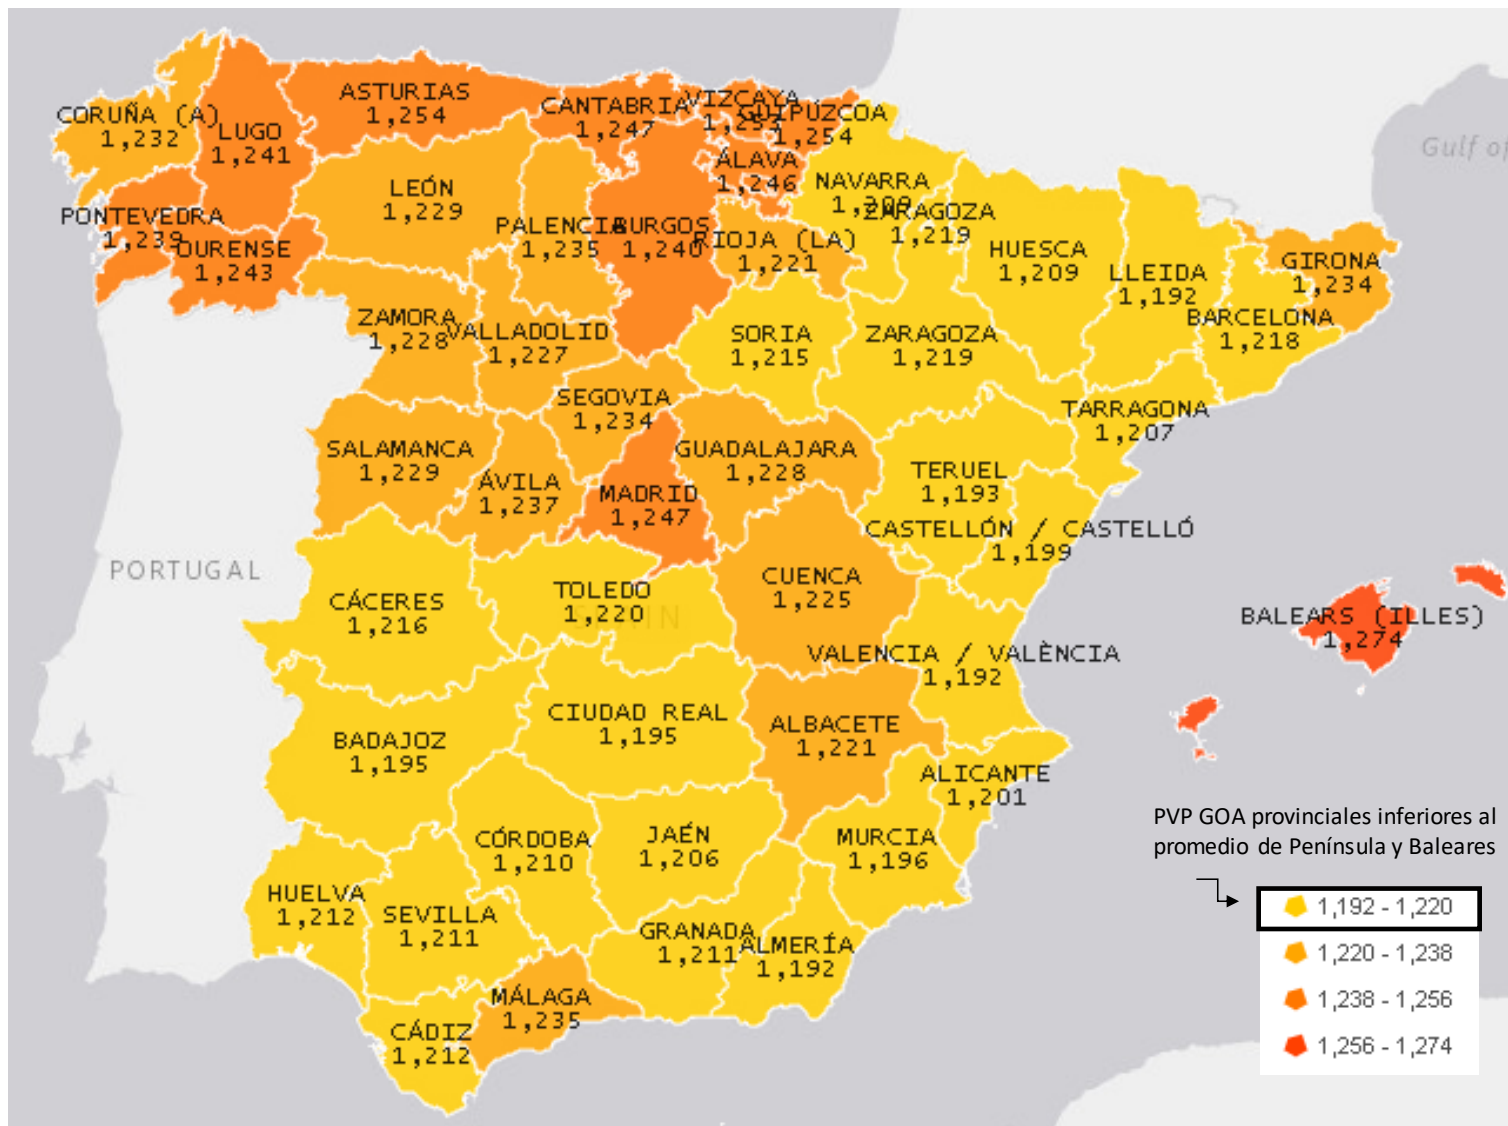 Gulf of
CORUÑA (A)
1,232
LUGO
1,241
ASTURIAS
1,254
CANTABRIA
1,247
VIZCAYA
1,253
GUIPÚZCOA
1,254
ÁLAVA
1,246
NAVARRA
1,209
ZARAGOZA
1,219
PONTEVEDRA
1,239
OURENSE
1,243
LEÓN
1,229
PALENCIA
1,235
BURGOS
1,240
RIOJA (LA)
1,221
HUESCA
1,209
LLEIDA
1,192
GIRONA
1,234
BARCELONA
1,218
ZAMORA
1,228
VALLADOLID
1,227
SORIA
1,215
ZARAGOZA
1,219
SEGOVIA
1,234
TARRAGONA
1,207
SALAMANCA
1,229
ÁVILA
1,237
MADRID
1,247
GUADALAJARA
1,228
TERUEL
1,193
CASTELLÓN / CASTELLÓ
1,199
PORTUGAL
CÁCERES
1,216
TOLEDO
1,220
SPAIN
CUENCA
1,225
BALEARS (ILLES)
1,274
VALENCIA / VALÈNCIA
1,192
BADAJOZ
1,195
CIUDAD REAL
1,195
ALBACETE
1,221
ALICANTE
1,201
CÓRDOBA
1,210
JAÉN
1,206
MURCIA
1,196
HUELVA
1,212
SEVILLA
1,211
GRANADA
1,211
ALMERÍA
1,192
MÁLAGA
1,235
CÁDIZ
1,212
PVP GOA provinciales inferiores al
promedio de Península y Baleares
1,192 - 1,220
1,220 - 1,238
1,238 - 1,256
1,256 - 1,274